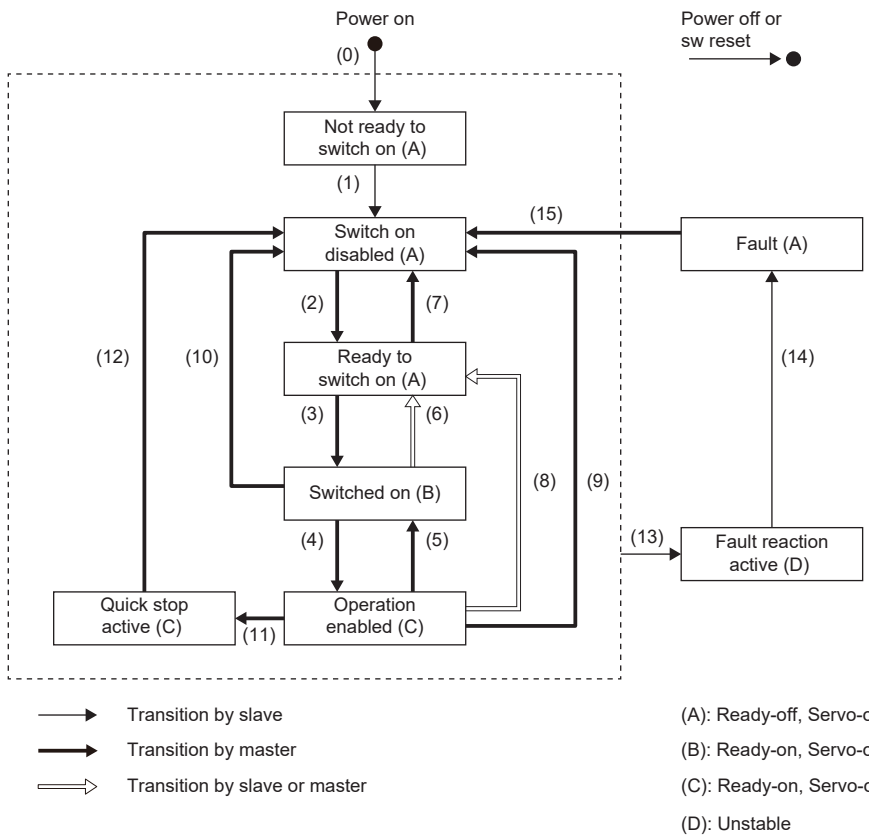 Power on
(0)
Power off or
sw reset
Not ready to
switch on (A)
(1)
Switch on
disabled (A)
(15)
Fault (A)
(2)
(7)
(12)
(10)
Ready to
switch on (A)
(14)
(3)
(6)
(8)
(9)
Switched on (B)
(4)
(5)
(13)
Fault reaction
active (D)
Quick stop
active (C)
(11)
Operation
enabled (C)
Transition by slave
Transition by master
Transition by slave or master
(A): Ready-off, Servo-
(B): Ready-on, Servo-
(C): Ready-on, Servo-
(D): Unstable